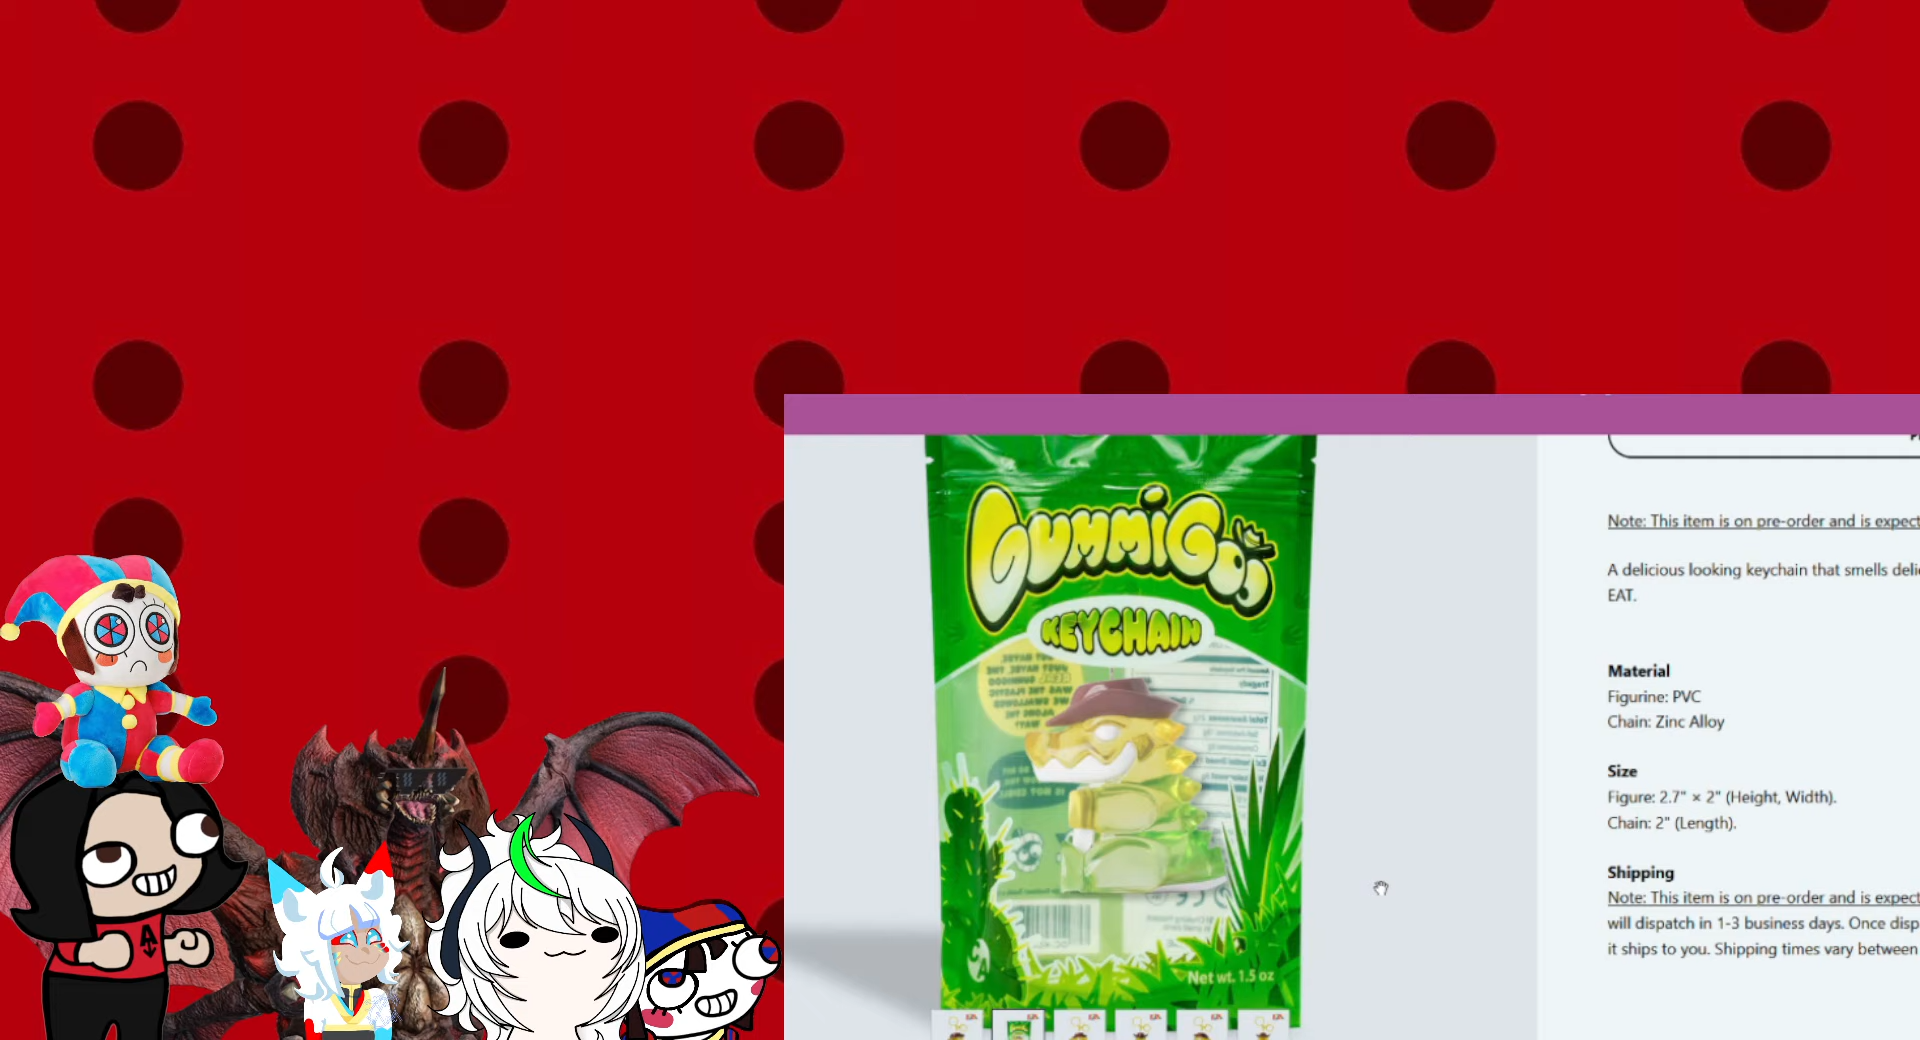 GummiGoo
KEYCHAIN
Net wt. 1.5 oz
Note: This item is on pre-order and is expect
A delicious looking keychain that smells deli
EAT.
Material
Figurine: PVC
Chain: Zinc Alloy
Size
Figure: 2.7" × 2" (Height, Width).
Chain: 2" (Length).
Shipping
Note: This item is on pre-order and is expect
will dispatch in 1-3 business days. Once disp
it ships to you. Shipping times vary between